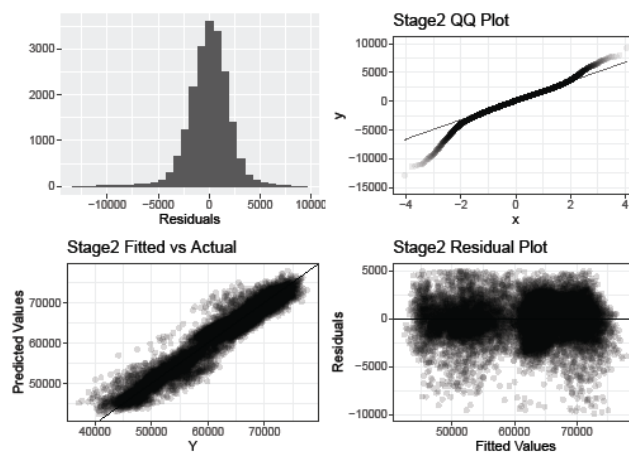 3000
2000
1000
0
−10000 −5000 0 5000 10000
Residuals
Stage2 QQ Plot
10000
5000
0
−5000
−10000
−15000
y
−4 −2 0 2 4
x
Stage2 Fitted vs Actual
Predicted Values
70000
60000
50000
40000 50000 60000 70000
Y
Stage2 Residual Plot
Residuals
5000
0
−5000
−10000
50000 60000 70000
Fitted Values